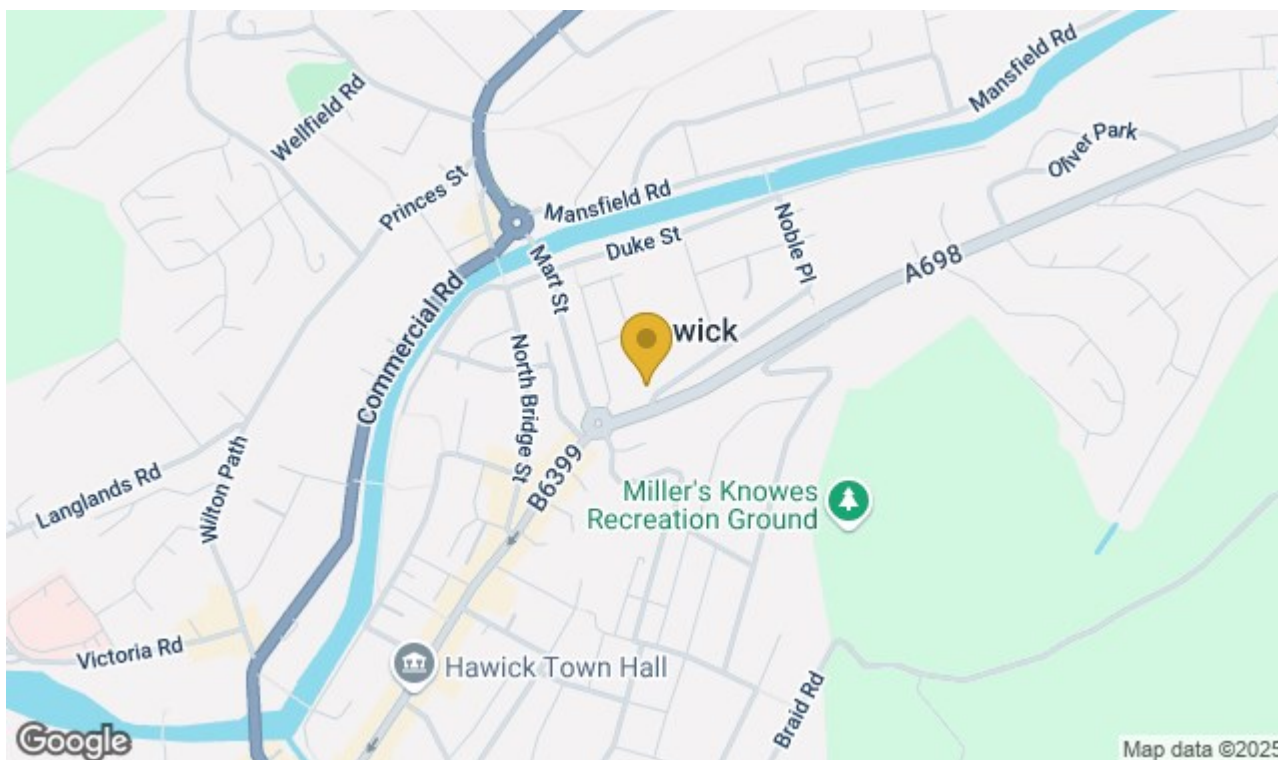 Mansfield Rd
Wellfield Rd
Oliver Park
Princes St
Mansfield Rd
Duke St
Noble Pl
A698
Mart St
Commercial Rd
wick
North Bridge St
B6399
Langlands Rd
Wilton Path
Miller's Knowes
Recreation Ground
Victoria Rd
Hawick Town Hall
Braid Rd
Google
Map data ©2025